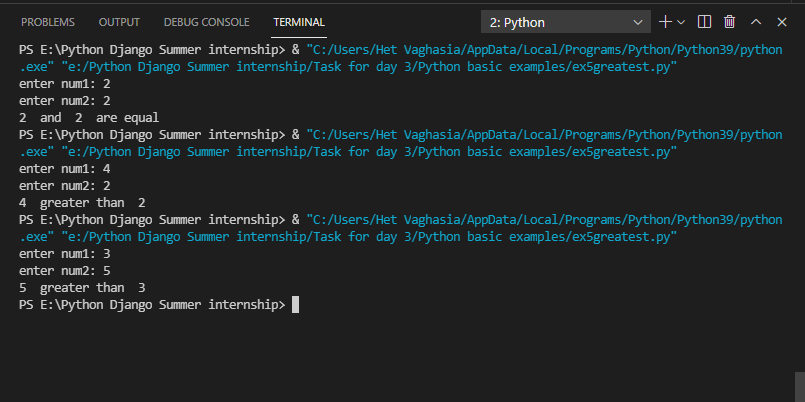 PROBLEMS OUTPUT DEBUG CONSOLE TERMINAL 2: Python
PS E:\Python Django Summer internship> & "C:/Users/Het Vaghasia/AppData/Local/Programs/Python/Python39/python
.exe" "e:/Python Django Summer internship/Task for day 3/Python basic examples/ex5greatest.py"
enter num1: 2
enter num2: 2
2  and  2  are equal
PS E:\Python Django Summer internship> & "C:/Users/Het Vaghasia/AppData/Local/Programs/Python/Python39/python
.exe" "e:/Python Django Summer internship/Task for day 3/Python basic examples/ex5greatest.py"
enter num1: 4
enter num2: 2
4  greater than  2
PS E:\Python Django Summer internship> & "C:/Users/Het Vaghasia/AppData/Local/Programs/Python/Python39/python
.exe" "e:/Python Django Summer internship/Task for day 3/Python basic examples/ex5greatest.py"
enter num1: 3
enter num2: 5
5  greater than  3
PS E:\Python Django Summer internship>